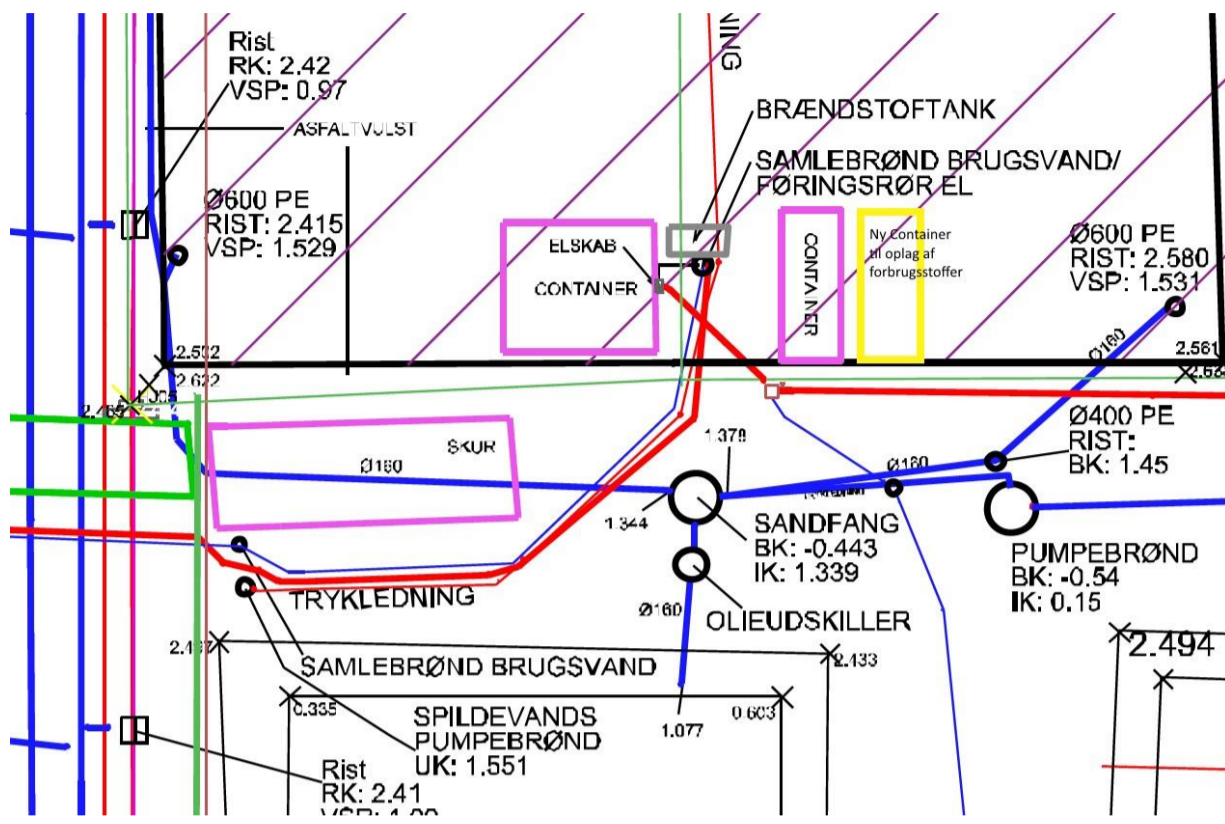 NING
Rist
RK: 2.42
VSP: 0.97
ASFALTVULST
BRÆNDSTOFTANK
SAMLEBRØND BRUGSVAND/
FØRINGSRØR EL
Ø600 PE
RIST: 2.415
VSP: 1.529
ELSKAB
CONTAINER
CONTAINER
Ny Container
til oplag af
forbrugsstoffer
Ø600 PE
RIST: 2.580
VSP: 1.531
Ø160
2.561
2.622
2.465
SKUR
Ø160
1.378
Ø160
Ø400 PE
RIST:
BK: 1.45
1.344
SANDFANG
BK: -0.443
IK: 1.339
PUMPEBRØND
BK: -0.54
IK: 0.15
TRYKLEDNING
Ø160
OLIEUDSKILLER
SAMLEBRØND BRUGSVAND
2.433
2.494
0.335
0.603
1.077
SPILDEVANDS
PUMPEBRØND
UK: 1.551
Rist
RK: 2.41